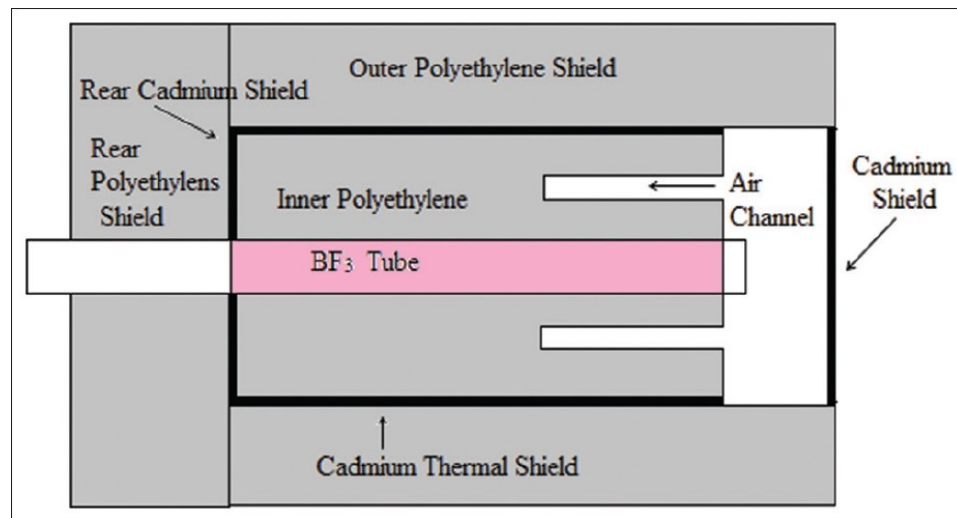 Outer Polyethylene Shield
Rear Cadmium Shield
Rear
Polyethylens
Shield
Inner Polyethylene
Air
Channel
Cadmium
Shield
BF3 Tube
Cadmium Thermal Shield